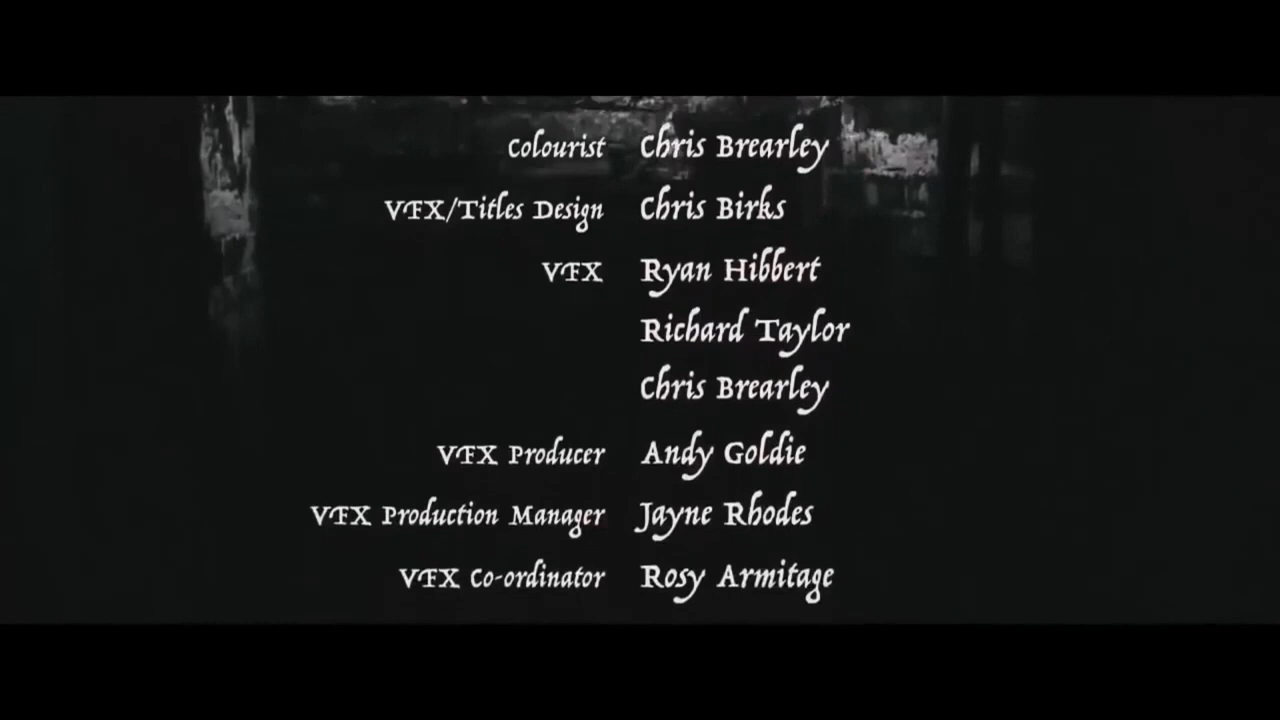 Colourist Chris Brearley
VFX/Titles Design Chris Birks
VFX Ryan Hibbert
Richard Taylor
Chris Brearley
VFX Producer Andy Goldie
VFX Production Manager Jayne Rhodes
VFX Co-ordinator Rosy Armitage